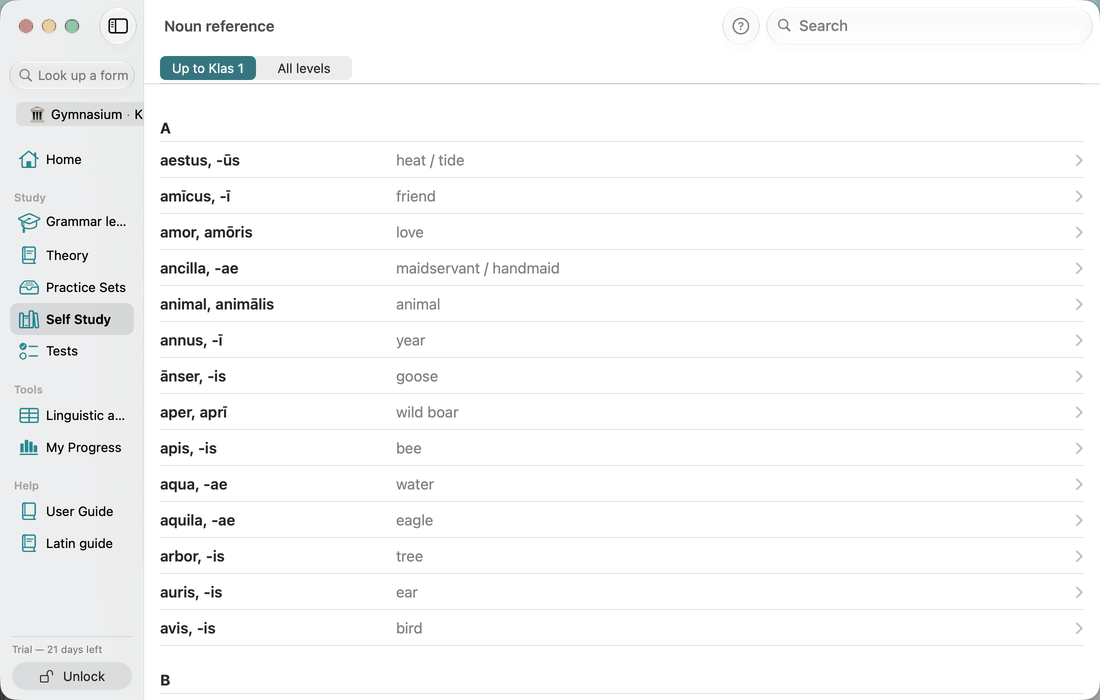 Noun reference
Search
Up to Klas 1
All levels
Look up a form
Gymnasium · K
Home
Study
Grammar le...
Theory
Practice Sets
Self Study
Tests
Tools
Linguistic a...
My Progress
Help
User Guide
Latin guide
Trial — 21 days left
Unlock
A
aestus, -ūs heat / tide
amīcus, -ī friend
amor, amōris love
ancilla, -ae maidservant / handmaid
animal, animālis animal
annus, -ī year
ānser, -is goose
aper, aprī wild boar
apis, -is bee
aqua, -ae water
aquila, -ae eagle
arbor, -is tree
auris, -is ear
avis, -is bird
B